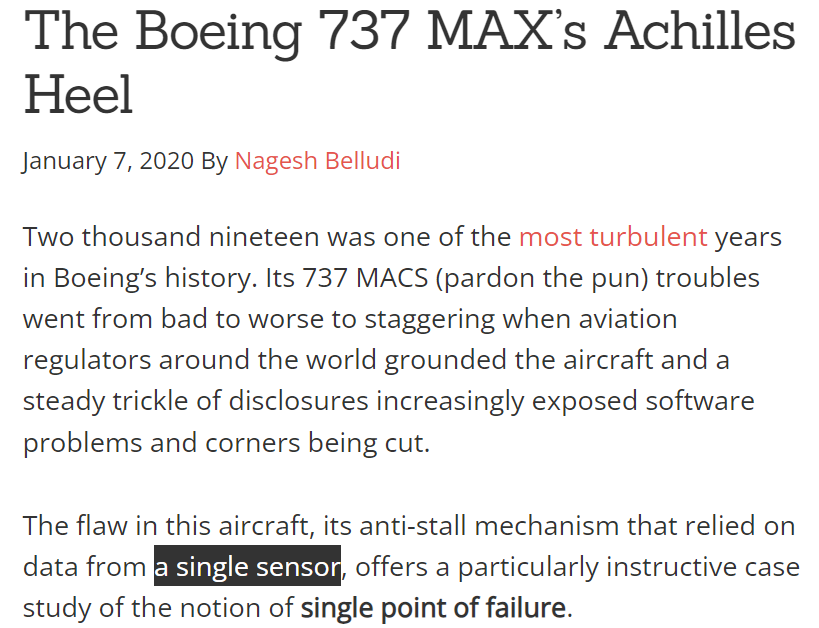 The Boeing 737 MAX’s Achilles
Heel
January 7, 2020 By Nagesh Belludi
Two thousand nineteen was one of the most turbulent years
in Boeing’s history. Its 737 MACS (pardon the pun) troubles
went from bad to worse to staggering when aviation
regulators around the world grounded the aircraft and a
steady trickle of disclosures increasingly exposed software
problems and corners being cut.
The flaw in this aircraft, its anti-stall mechanism that relied on
data from a single sensor, offers a particularly instructive case
study of the notion of single point of failure.